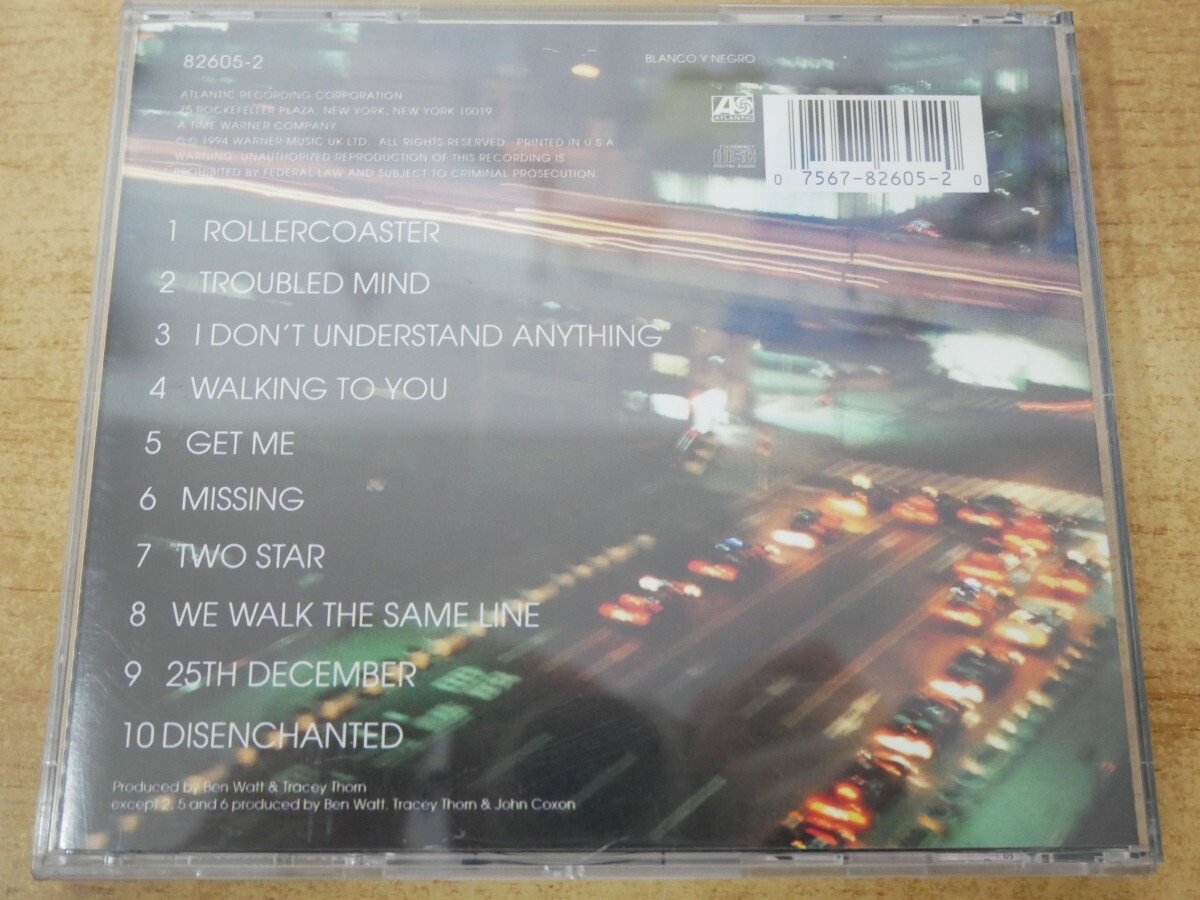 82605-2
BLANCO Y NEGRO
ATLANTIC RECORDING CORPORATION
75 ROCKEFELLER PLAZA, NEW YORK, NEW YORK 10019
A TIME WARNER COMPANY
℗ © 1994 WARNER MUSIC UK LTD. ALL RIGHTS RESERVED. PRINTED IN U.S.A
WARNING: UNAUTHORIZED REPRODUCTION OF THIS RECORDING IS
PROHIBITED BY FEDERAL LAW AND SUBJECT TO CRIMINAL PROSECUTION.
ATLANTIC
COMPACT
disc
DIGITAL AUDIO
0 7567-82605-2 0
1 ROLLERCOASTER
2 TROUBLED MIND
3 I DON'T UNDERSTAND ANYTHING
4 WALKING TO YOU
5 GET ME
6 MISSING
7 TWO STAR
8 WE WALK THE SAME LINE
9 25TH DECEMBER
10 DISENCHANTED
Produced by Ben Watt & Tracey Thorn
except 2, 5 and 6 produced by Ben Watt, Tracey Thorn & John Coxon